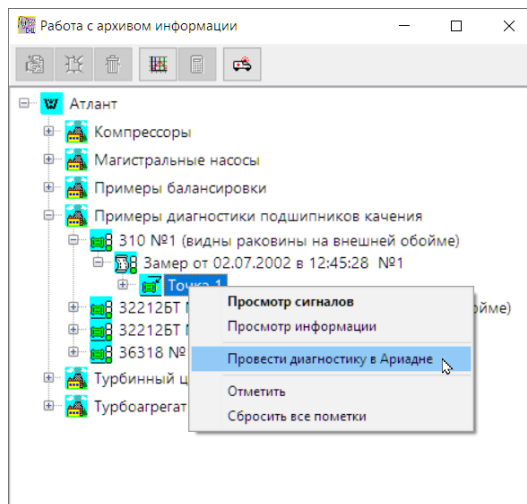 Работа с архивом информации
Атлант
Компрессоры
Магистральные насосы
Примеры балансировки
Примеры диагностики подшипников качения
310 №1 (видны раковины на внешней обойме)
Замер от 02.07.2002 в 12:45:28 №1
Точка 1
Просмотр сигналов
32212БТ
йме)
Просмотр информации
32212БТ
Провести диагностику в Ариадне
36318 №
Турбинный ц
Отметить
Турбоагрегат
Сбросить все пометки